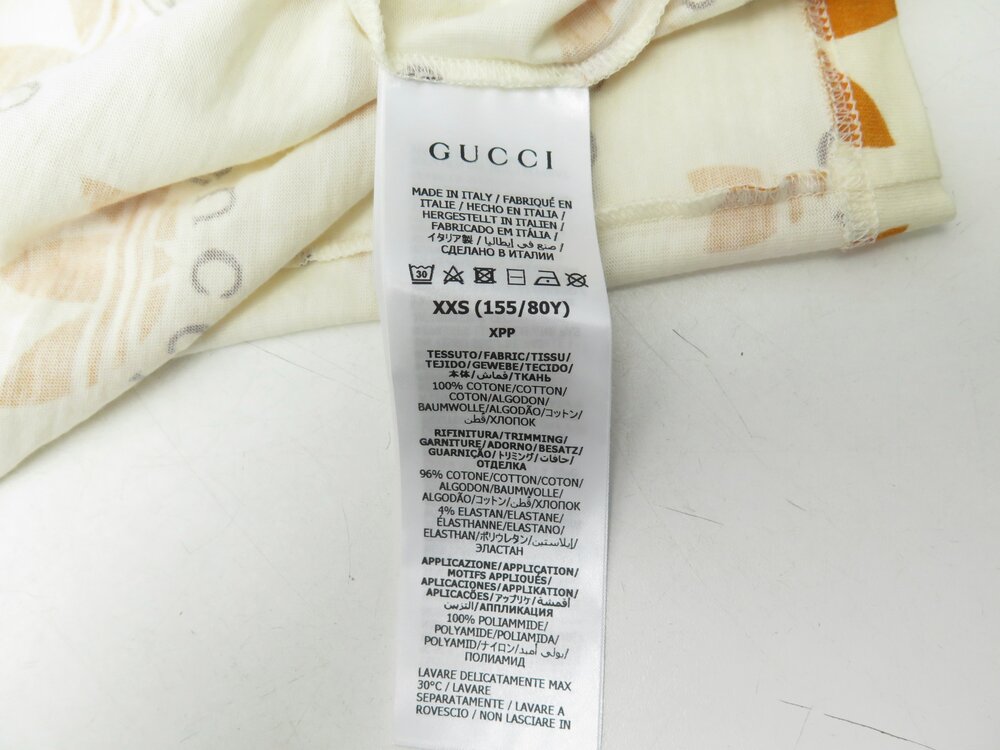 GUCCI
MADE IN ITALY / FABRIQUÉ EN
ITALIE / HECHO EN ITALIA /
HERGESTELLT IN ITALIEN /
FABRICADO EM ITÁLIA /
イタリア製 / صنع في إيطاليا /
СДЕЛАНО В ИТАЛИИ
30
XXS (155/80Y)
XPP
TESSUTO/FABRIC/TISSU/
TEJIDO/GEWEBE/TECIDO/
本体/قماش/ТКАНЬ
100% COTONE/COTTON/
COTON/ALGODON/
BAUMWOLLE/ALGODÃO/コットン/
قطن/ХЛОПОК
RIFINITURA/TRIMMING/
GARNITURE/ADORNO/BESATZ/
GUARNIÇÃO/トリミング/حافات/
ОТДЕЛКА
96% COTONE/COTTON/COTON/
ALGODON/BAUMWOLLE/
ALGODÃO/コットン/قطن/ХЛОПОК
4% ELASTAN/ELASTANE/
ÉLASTHANNE/ELASTANO/
ELASTHAN/ポリウレタン/إيلاستين/
ЭЛАСТАН
APPLICAZIONE/APPLICATION/
MOTIFS APPLIQUÉS/
APLICACIONES/APPLIKATION/
APLICAÇÕES/アップリケ/أقمشة
التزيين/АППЛИКАЦИЯ
100% POLIAMMIDE/
POLYAMIDE/POLIAMIDA/
POLYAMID/ナイロン/بولي أميد/
ПОЛИАМИД
LAVARE DELICATAMENTE MAX
30°C / LAVARE
SEPARATAMENTE / LAVARE A
ROVESCIO / NON LASCIARE IN